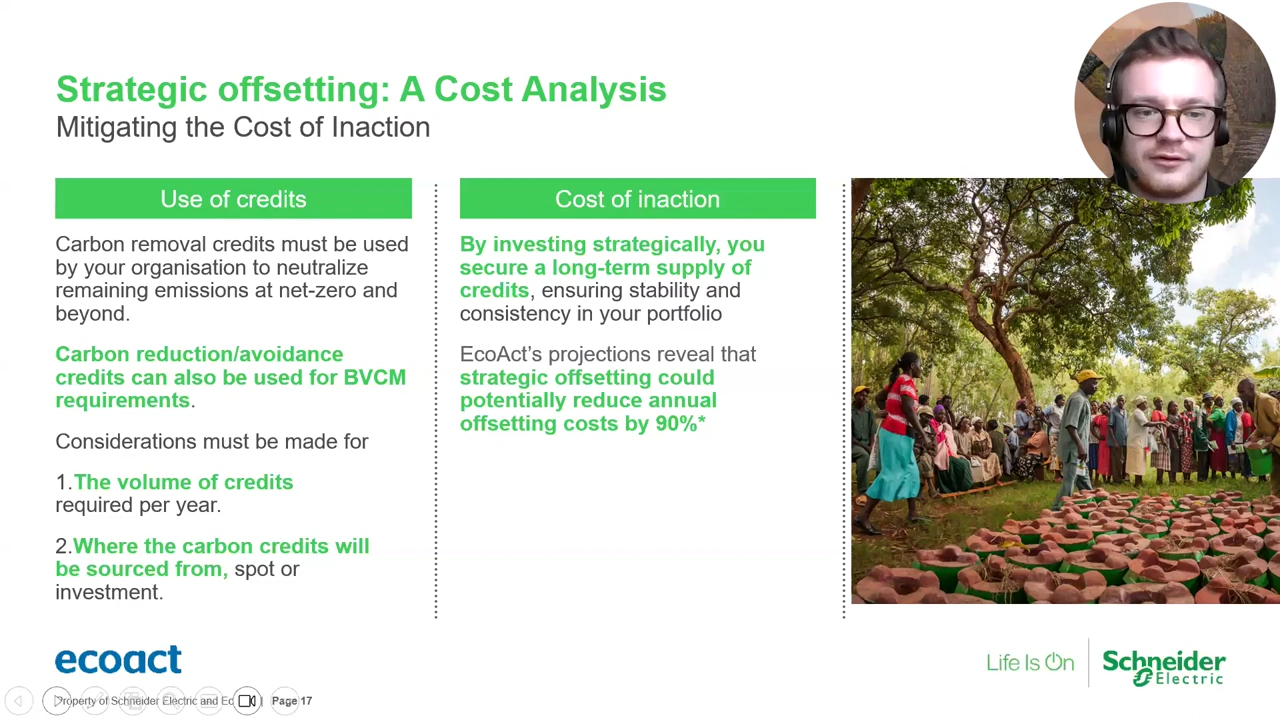 Strategic offsetting: A Cost Analysis
Mitigating the Cost of Inaction
Use of credits
Carbon removal credits must be used
by your organisation to neutralize
remaining emissions at net-zero and
beyond.
Carbon reduction/avoidance
credits can also be used for BVCM
requirements.
Considerations must be made for
1.The volume of credits
required per year.
2.Where the carbon credits will
be sourced from, spot or
investment.
Cost of inaction
By investing strategically, you
secure a long-term supply of
credits, ensuring stability and
consistency in your portfolio
EcoAct’s projections reveal that
strategic offsetting could
potentially reduce annual
offsetting costs by 90%*
ecoact
Life Is On
Schneider
Electric
Property of Schneider Electric and Ec | Page 17